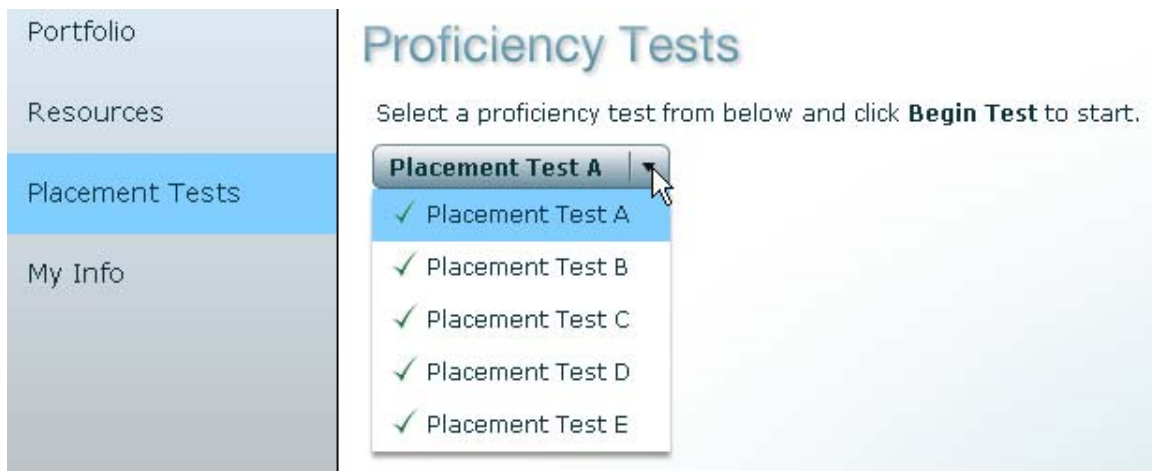 Portfolio
Resources
Placement Tests
My Info
Proficiency Tests
Select a proficiency test from below and click Begin Test to start.
Placement Test A
Placement Test A
Placement Test B
Placement Test C
Placement Test D
Placement Test E